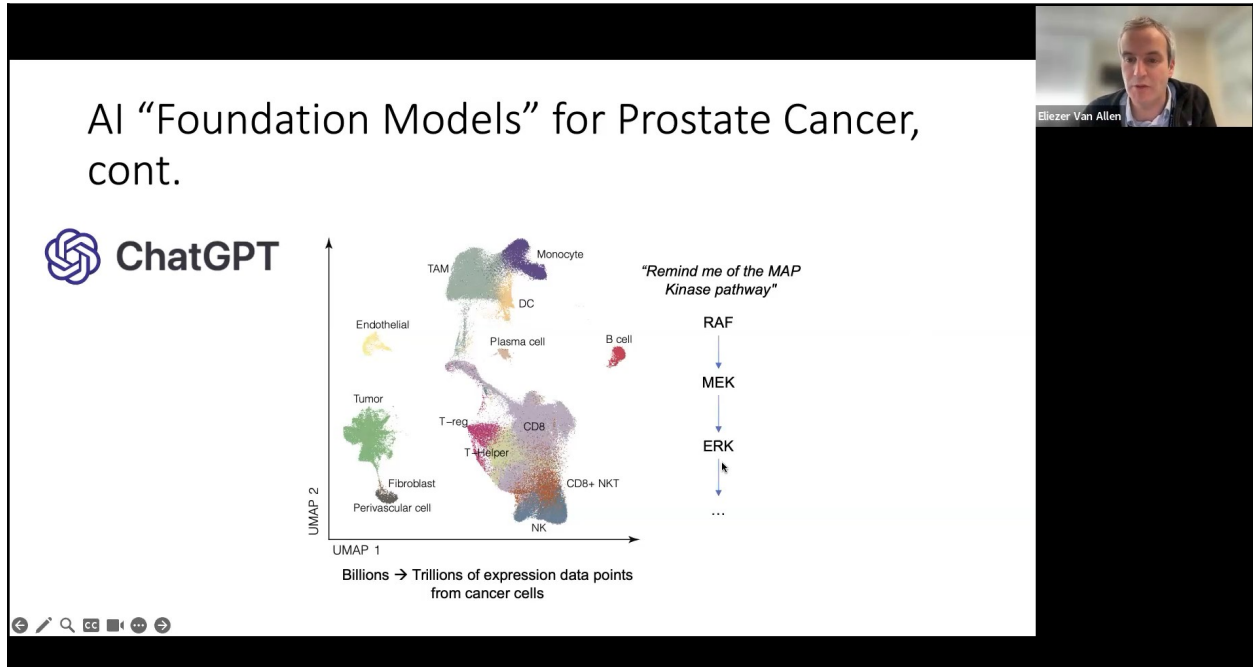 AI “Foundation Models” for Prostate Cancer,
cont.
Eliezer Van Allen
ChatGPT
Monocyte
TAM
DC
Endothelial
Plasma cell
B cell
Tumor
T-reg
CD8
T-Helper
Fibroblast
CD8+ NKT
Perivascular cell
NK
UMAP 2
UMAP 1
Billions → Trillions of expression data points
from cancer cells
“Remind me of the MAP
Kinase pathway"
RAF
MEK
ERK
...
CC